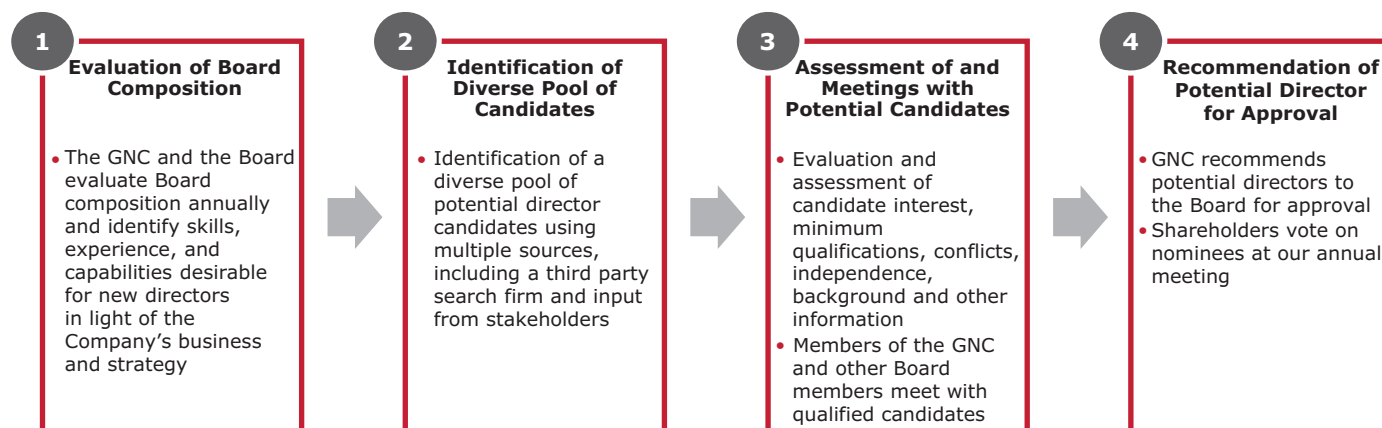 1
Evaluation of Board
Composition
• The GNC and the Board
evaluate Board
composition annually
and identify skills,
experience, and
capabilities desirable
for new directors
in light of the
Company’s business
and strategy
2
Identification of
Diverse Pool of
Candidates
• Identification of a
diverse pool of
potential director
candidates using
multiple sources,
including a third party
search firm and input
from stakeholders
3
Assessment of and
Meetings with
Potential Candidates
• Evaluation and
assessment of
candidate interest,
minimum
qualifications, conflicts,
independence,
background and other
information
• Members of the GNC
and other Board
members meet with
qualified candidates
4
Recommendation of
Potential Director
for Approval
• GNC recommends
potential directors to
the Board for approval
• Shareholders vote on
nominees at our annual
meeting